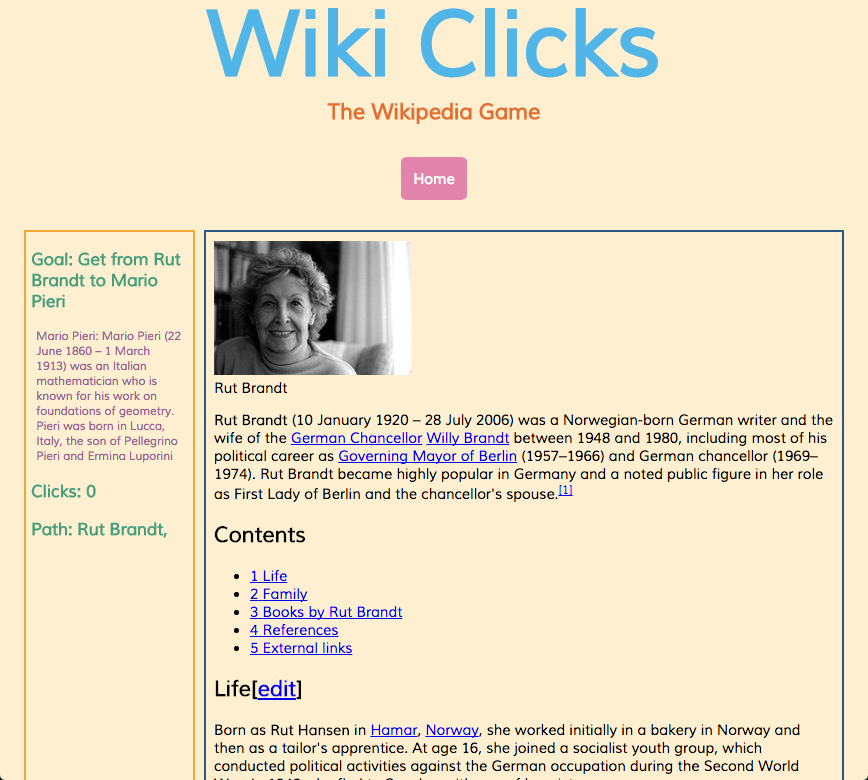 Wiki Clicks
The Wikipedia Game
Home
Goal: Get from Rut
Brandt to Mario
Pieri
Mario Pieri: Mario Pieri (22
June 1860 – 1 March
1913) was an Italian
mathematician who is
known for his work on
foundations of geometry.
Pieri was born in Lucca,
Italy, the son of Pellegrino
Pieri and Ermina Luporini
Clicks: 0
Path: Rut Brandt,
Rut Brandt
Rut Brandt (10 January 1920 – 28 July 2006) was a Norwegian-born German writer and the
wife of the German Chancellor Willy Brandt between 1948 and 1980, including most of his
political career as Governing Mayor of Berlin (1957–1966) and German chancellor (1969–
1974). Rut Brandt became highly popular in Germany and a noted public figure in her role
as First Lady of Berlin and the chancellor's spouse.[1]
Contents
1 Life
2 Family
3 Books by Rut Brandt
4 References
5 External links
Life[edit]
Born as Rut Hansen in Hamar, Norway, she worked initially in a bakery in Norway and
then as a tailor's apprentice. At age 16, she joined a socialist youth group, which
conducted political activities against the German occupation during the Second World